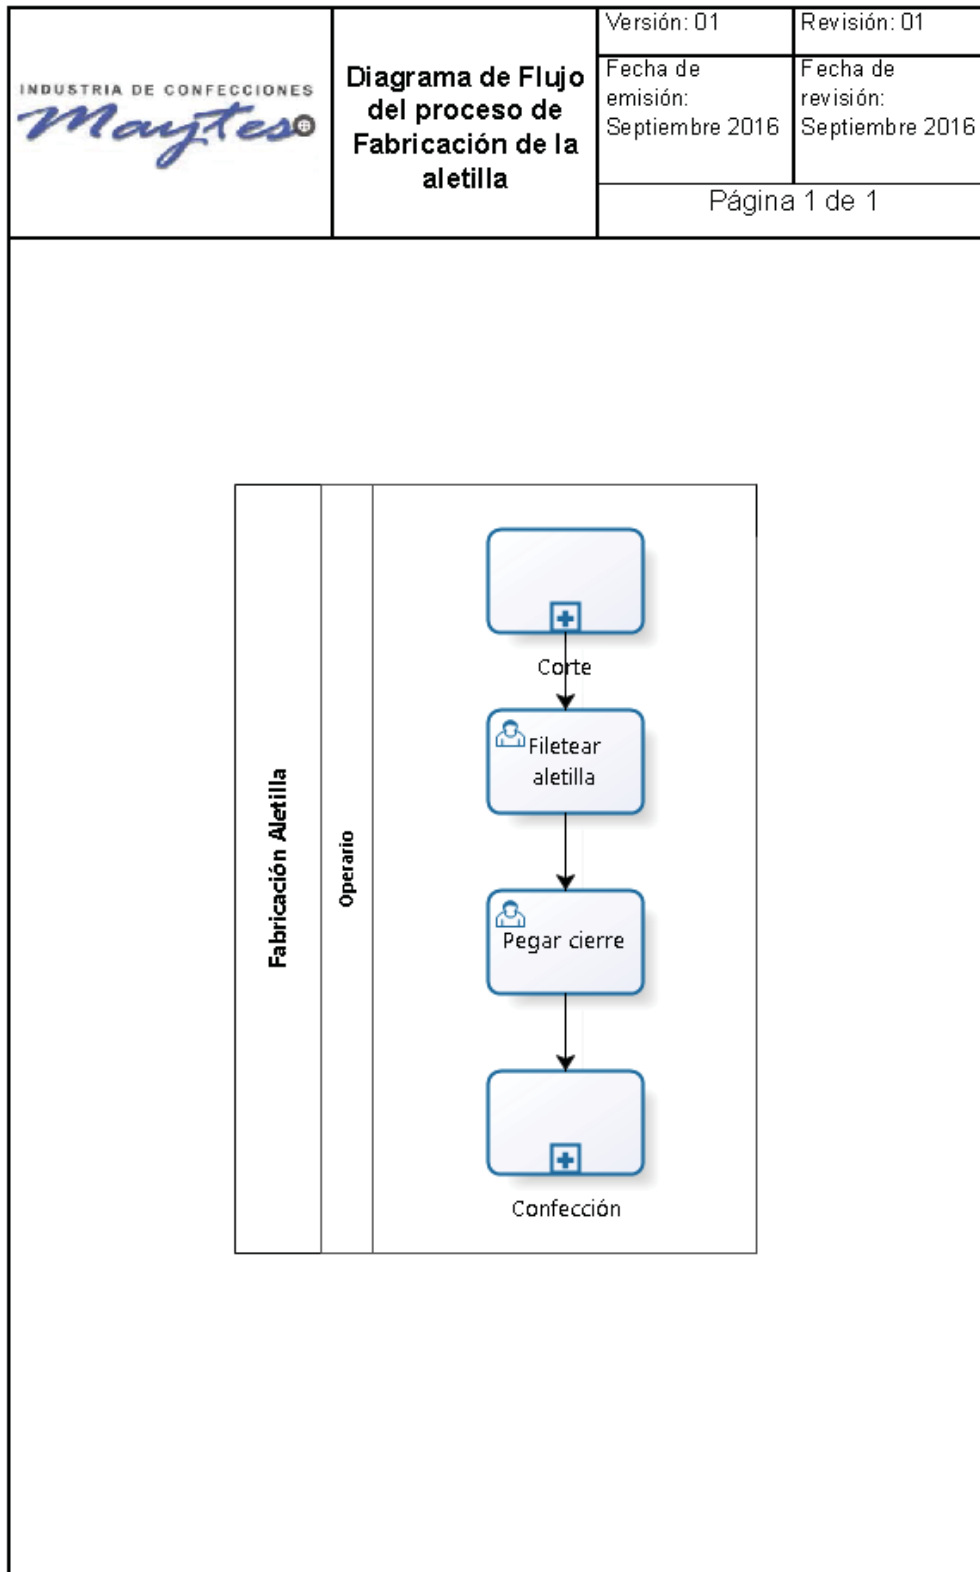 INDUSTRIA DE CONFECCIONES
Maytes
Diagrama de Flujo
del proceso de
Fabricación de la
aletilla
Versión: 01
Revisión: 01
Fecha de
emisión:
Septiembre 2016
Fecha de
revisión:
Septiembre 2016
Página 1 de 1
Fabricación Aletilla
Operario
Corte
Filetear
aletilla
Pegar cierre
Confección